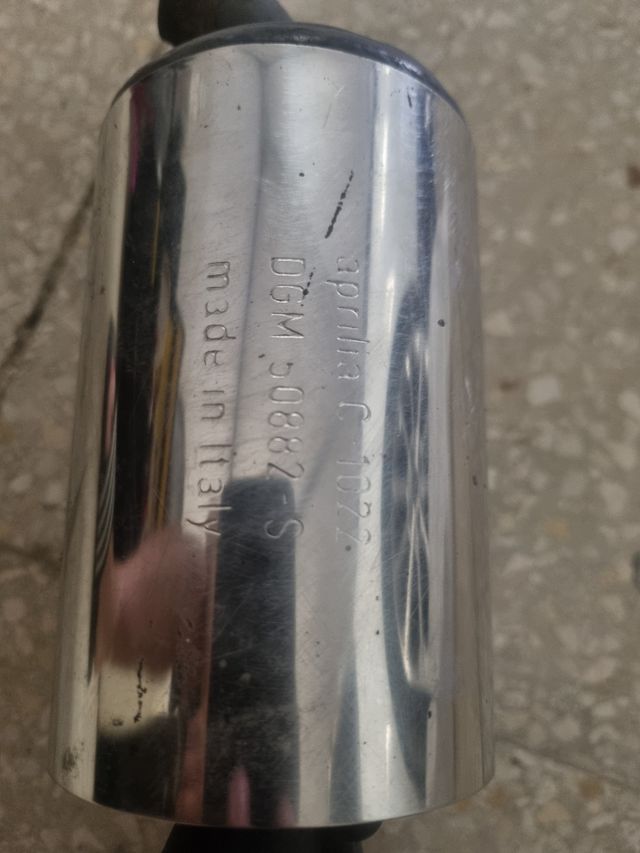 aprilia C-1022
DGM 50882-S
made in Italy